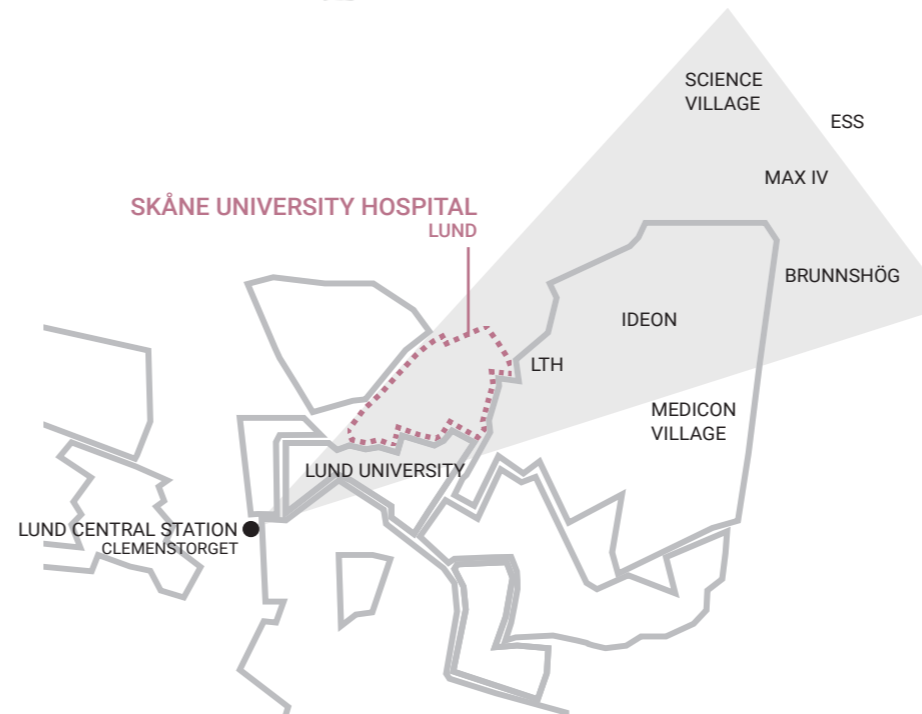 SCIENCE
VILLAGE
ESS
MAX IV
SKÅNE UNIVERSITY HOSPITAL
LUND
BRUNNSHÖG
IDEON
LTH
MEDICON
VILLAGE
LUND UNIVERSITY
LUND CENTRAL STATION
CLEMENSTORGET